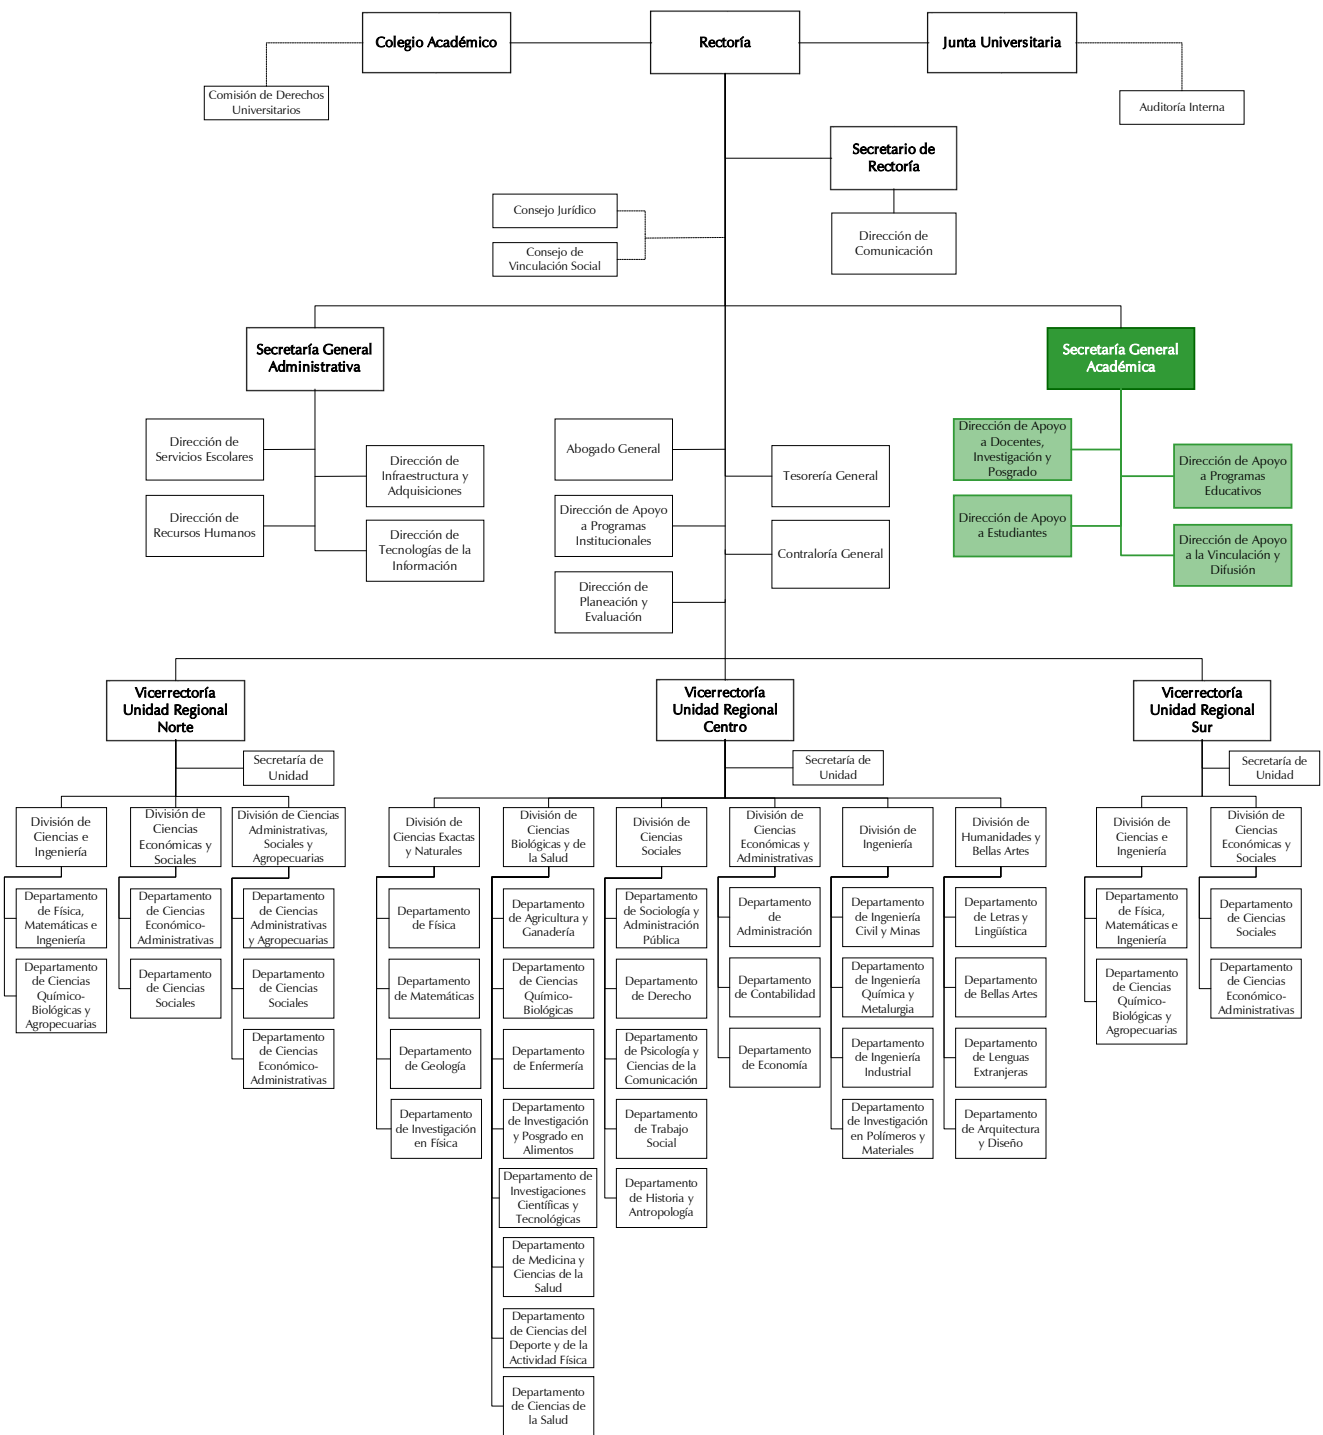 Colegio Académico
Rectoría
Junta Universitaria
Comisión de Derechos
Universitarios
Auditoría Interna
Secretario de
Rectoría
Consejo Jurídico
Consejo de
Vinculación Social
Dirección de
Comunicación
Secretaría General
Administrativa
Secretaría General
Académica
Dirección de
Servicios Escolares
Dirección de
Infraestructura y
Adquisiciones
Dirección de
Recursos Humanos
Dirección de
Tecnologías de la
Información
Abogado General
Tesorería General
Dirección de Apoyo
a Programas
Institucionales
Contraloría General
Dirección de
Planeación y
Evaluación
Dirección de Apoyo
a Docentes,
Investigación y
Posgrado
Dirección de Apoyo
a Programas
Educativos
Dirección de Apoyo
a Estudiantes
Dirección de Apoyo
a la Vinculación y
Difusión
Vicerrectoría
Unidad Regional
Norte
Secretaría de
Unidad
División de
Ciencias e
Ingeniería
División de
Ciencias
Económicas y
Sociales
División de Ciencias
Administrativas,
Sociales y
Agropecuarias
Departamento
de Física,
Matemáticas e
Ingeniería
Departamento
de Ciencias
Químico-
Biológicas y
Agropecuarias
Departamento
de Ciencias
Económico-
Administrativas
Departamento
de Ciencias
Sociales
Departamento
de Ciencias
Administrativas
y Agropecuarias
Departamento
de Ciencias
Sociales
Departamento
de Ciencias
Económico-
Administrativas
Vicerrectoría
Unidad Regional
Centro
Secretaría de
Unidad
División de
Ciencias Exactas
y Naturales
División de
Ciencias
Biológicas y de
la Salud
División de
Ciencias
Sociales
División de
Ciencias
Económicas y
Administrativas
División de
Ingeniería
División de
Humanidades y
Bellas Artes
Departamento
de Física
Departamento
de Matemáticas
Departamento
de Geología
Departamento
de Investigación
en Física
Departamento
de Agricultura y
Ganadería
Departamento
de Ciencias
Químico-
Biológicas
Departamento
de Enfermería
Departamento
de Investigación
y Posgrado en
Alimentos
Departamento de
Investigaciones
Científicas y
Tecnológicas
Departamento
de Medicina y
Ciencias de la
Salud
Departamento
de Ciencias del
Deporte y de la
Actividad Física
Departamento
de Ciencias de
la Salud
Departamento
de Sociología y
Administración
Pública
Departamento
de Derecho
Departamento
de Psicología y
Ciencias de la
Comunicación
Departamento
de Trabajo
Social
Departamento
de Historia y
Antropología
Departamento
de
Administración
Departamento
de Contabilidad
Departamento
de Economía
Departamento
de Ingeniería
Civil y Minas
Departamento
de Ingeniería
Química y
Metalurgia
Departamento
de Ingeniería
Industrial
Departamento
de Investigación
en Polímeros y
Materiales
Departamento
de Letras y
Lingüística
Departamento
de Bellas Artes
Departamento
de Lenguas
Extranjeras
Departamento
de Arquitectura
y Diseño
Vicerrectoría
Unidad Regional
Sur
Secretaría de
Unidad
División de
Ciencias e
Ingeniería
División de
Ciencias
Económicas y
Sociales
Departamento
de Física,
Matemáticas e
Ingeniería
Departamento
de Ciencias
Químico-
Biológicas y
Agropecuarias
Departamento
de Ciencias
Sociales
Departamento
de Ciencias
Económico-
Administrativas